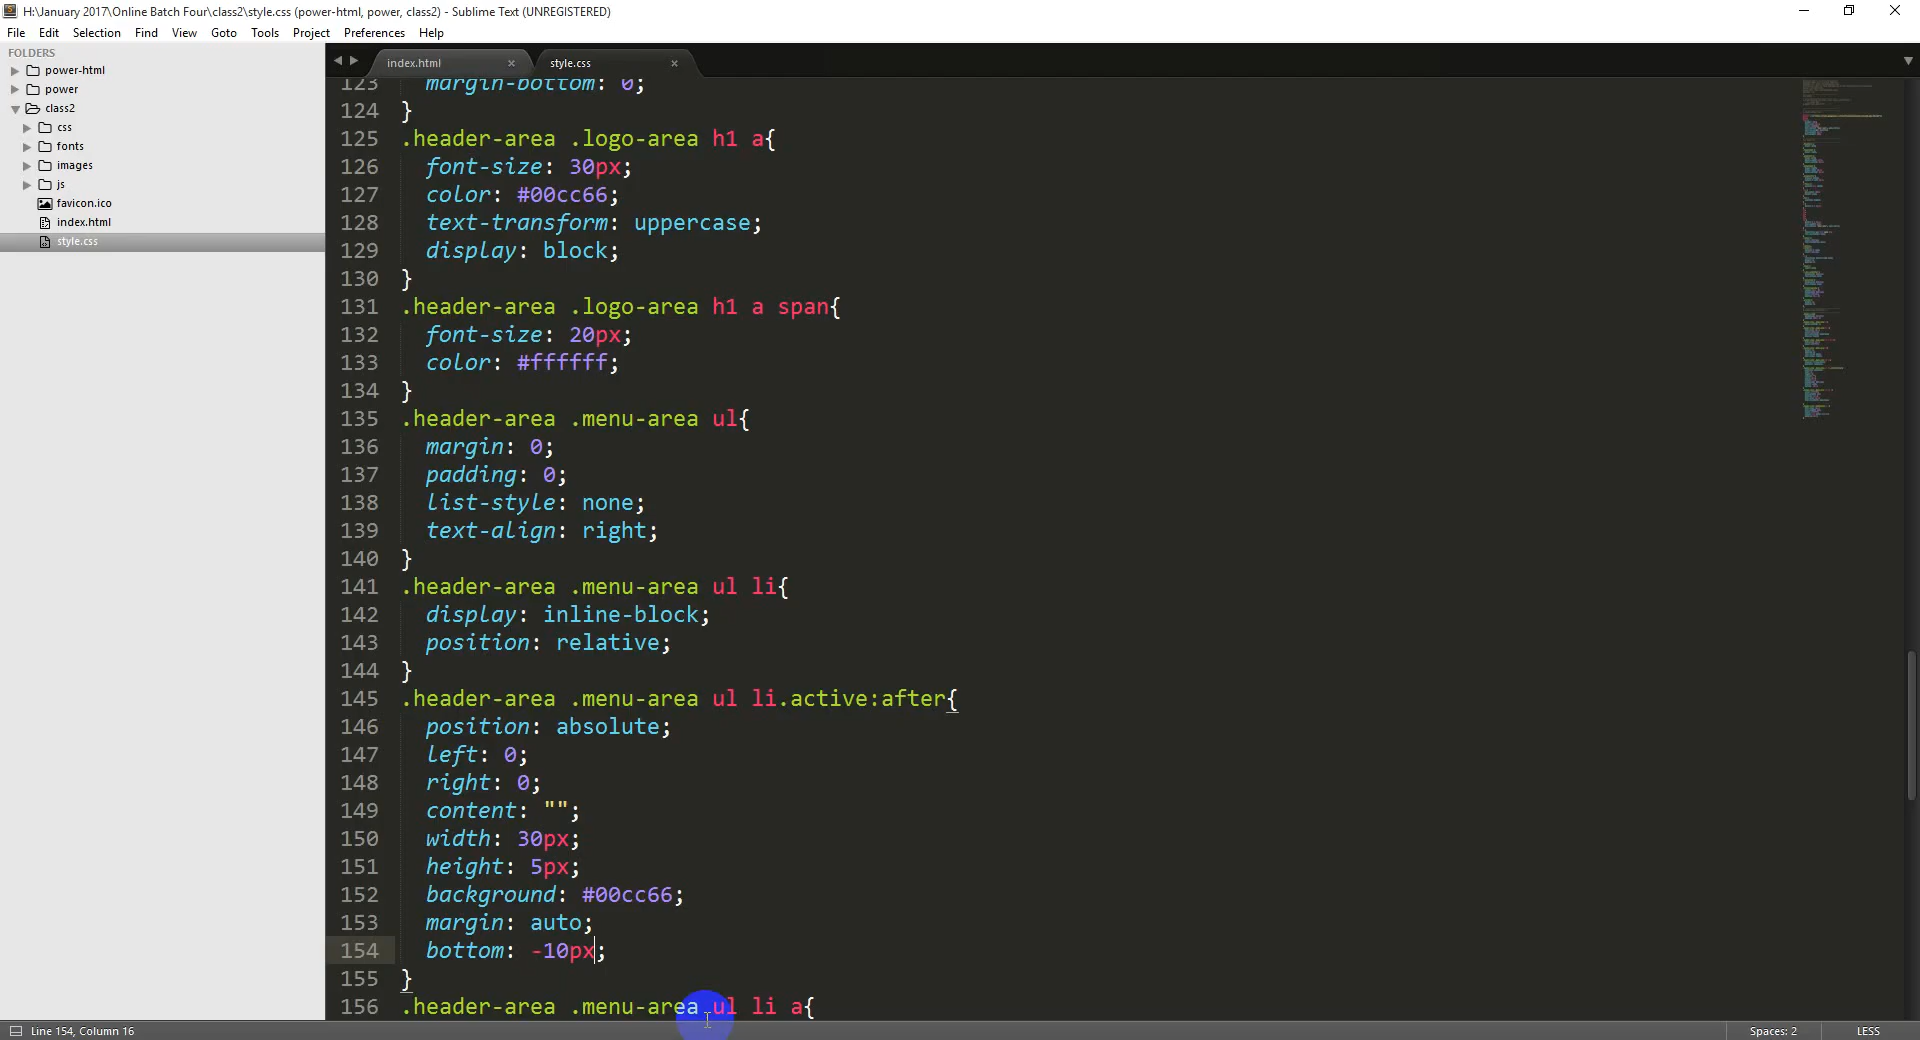 H:\January 2017\Online Batch Four\class2\style.css (power-html, power, class2) - Sublime Text (UNREGISTERED)
File Edit Selection Find View Goto Tools Project Preferences Help
FOLDERS
power-html
power
class2
css
fonts
images
js
favicon.ico
index.html
style.css
index.html style.css
123 margin-bottom: 0;
124 }
125 .header-area .logo-area h1 a{
126 font-size: 30px;
127 color: #00cc66;
128 text-transform: uppercase;
129 display: block;
130 }
131 .header-area .logo-area h1 a span{
132 font-size: 20px;
133 color: #ffffff;
134 }
135 .header-area .menu-area ul{
136 margin: 0;
137 padding: 0;
138 list-style: none;
139 text-align: right;
140 }
141 .header-area .menu-area ul li{
142 display: inline-block;
143 position: relative;
144 }
145 .header-area .menu-area ul li.active:after{
146 position: absolute;
147 left: 0;
148 right: 0;
149 content: "";
150 width: 30px;
151 height: 5px;
152 background: #00cc66;
153 margin: auto;
154 bottom: -10px;
155 }
156 .header-area .menu-area ul li a{
Line 154, Column 16 Spaces: 2 LESS